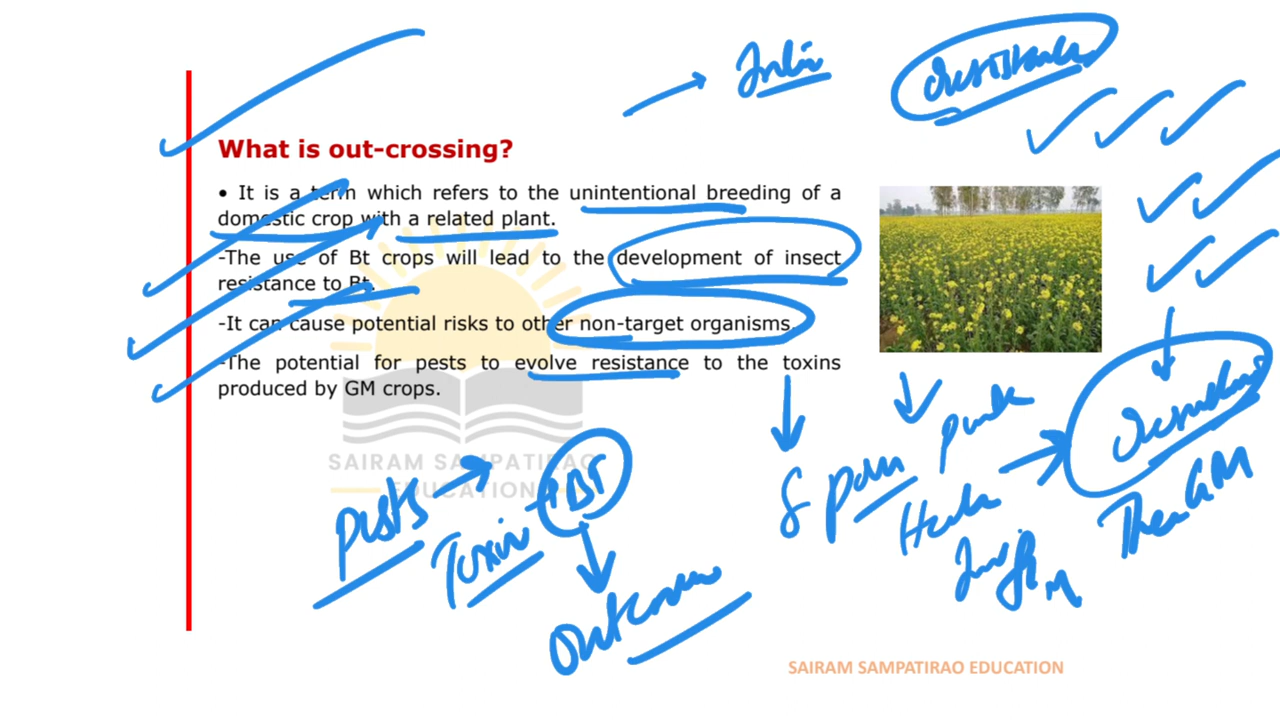 India
resistance
What is out-crossing?
• It is a term which refers to the unintentional breeding of a
domestic crop with a related plant.
-The use of Bt crops will lead to the development of insect
resistance to Bt.
-It can cause potential risks to other non-target organisms.
-The potential for pests to evolve resistance to the toxins
produced by GM crops.
SAIRAM SAMPATIRAO
EDUCATION
Pests
Toxin
BT
GM
SAIRAM SAMPATIRAO EDUCATION